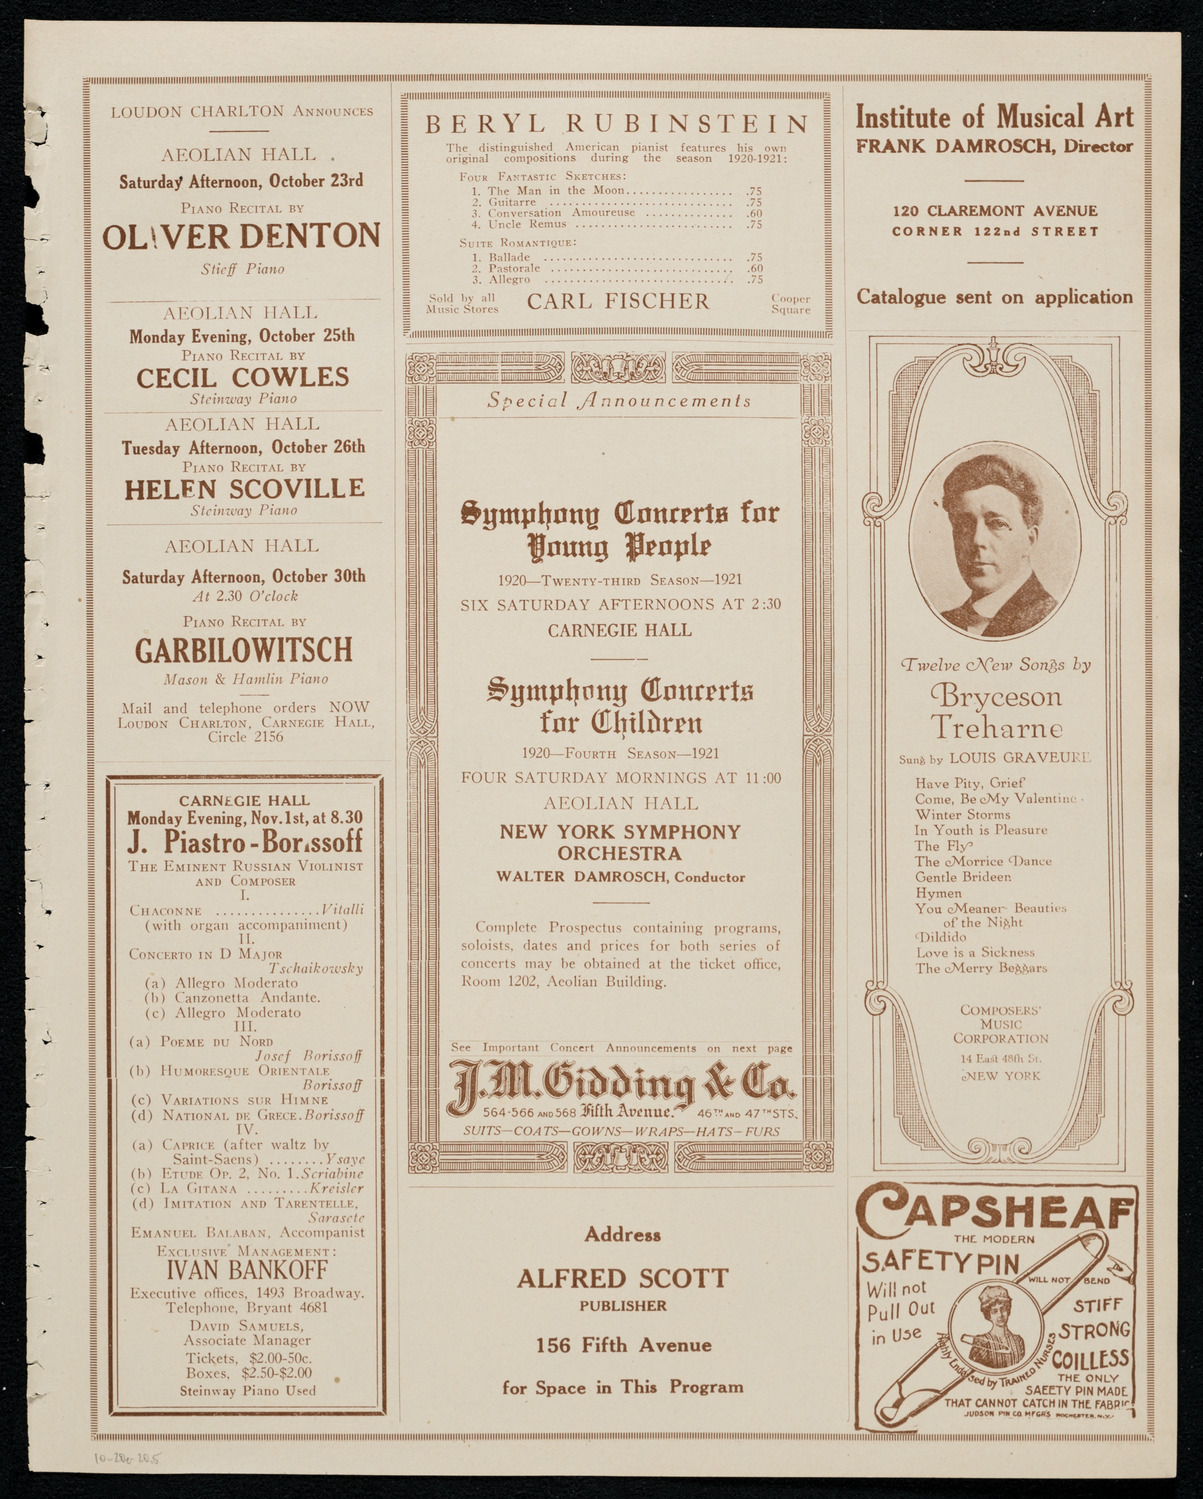 LOUDON CHARLTON ANNOUNCES
AEOLIAN HALL
Saturday Afternoon, October 23rd
PIANO RECITAL BY
OLIVER DENTON
Stieff Piano
AEOLIAN HALL
Monday Evening, October 25th
PIANO RECITAL BY
CECIL COWLES
Steinway Piano
AEOLIAN HALL
Tuesday Afternoon, October 26th
PIANO RECITAL BY
HELEN SCOVILLE
Steinway Piano
AEOLIAN HALL
Saturday Afternoon, October 30th
At 2.30 O'clock
PIANO RECITAL BY
GARBILOWITSCH
Mason & Hamlin Piano
Mail and telephone orders NOW
LOUDON CHARLTON, CARNEGIE HALL,
Circle 2156
CARNEGIE HALL
Monday Evening, Nov. 1st, at 8.30
J. Piastro-Borissoff
THE EMINENT RUSSIAN VIOLINIST
AND COMPOSER
I.
CHACONNE ...............Vitalli
(with organ accompaniment)
II.
CONCERTO IN D MAJOR
Tschaikowsky
(a) Allegro Moderato
(b) Canzonetta Andante.
(c) Allegro Moderato
III.
(a) POEME DU NORD
Josef Borissoff
(b) HUMORESQUE ORIENTALE
Borissoff
(c) VARIATIONS SUR HIMNE
(d) NATIONAL DE GRECE.Borissoff
IV.
(a) CAPRICE (after waltz by
Saint-Saens) ........Ysaye
(b) ETUDE OP. 2, NO. 1.Scriabine
(c) LA GITANA .........Kreisler
(d) IMITATION AND TARENTELLE,
Sarasete
EMANUEL BALABAN, Accompanist
EXCLUSIVE MANAGEMENT:
IVAN BANKOFF
Executive offices, 1493 Broadway.
Telephone, Bryant 4681
DAVID SAMUELS,
Associate Manager
Tickets, $2.00-50c.
Boxes, $2.50-$2.00
Steinway Piano Used
BERYL RUBINSTEIN
The distinguished American pianist features his own
original compositions during the season 1920-1921:
FOUR FANTASTIC SKETCHES:
1. The Man in the Moon................ .75
2. Guitarre ............................ .75
3. Conversation Amoureuse ............. .60
4. Uncle Remus ........................ .75
SUITE ROMANTIQUE:
1. Ballade ............................. .75
2. Pastorale ........................... .60
3. Allegro ............................. .75
Sold by all
Music Stores
CARL FISCHER
Cooper
Square
Special Announcements
Symphony Concerts for
Young People
1920—TWENTY-THIRD SEASON—1921
SIX SATURDAY AFTERNOONS AT 2:30
CARNEGIE HALL
Symphony Concerts
for Children
1920—FOURTH SEASON—1921
FOUR SATURDAY MORNINGS AT 11:00
AEOLIAN HALL
NEW YORK SYMPHONY
ORCHESTRA
WALTER DAMROSCH, Conductor
Complete Prospectus containing programs,
soloists, dates and prices for both series of
concerts may be obtained at the ticket office,
Room 1202, Aeolian Building.
See Important Concert Announcements on next page
J.M. Gidding & Co.
564-566 AND 568 Fifth Avenue. 46TH AND 47TH STS.
SUITS—COATS—GOWNS—WRAPS—HATS—FURS
Address
ALFRED SCOTT
PUBLISHER
156 Fifth Avenue
for Space in This Program
Institute of Musical Art
FRANK DAMROSCH, Director
120 CLAREMONT AVENUE
CORNER 122nd STREET
Catalogue sent on application
Twelve New Songs by
Bryceson
Treharne
Sung by LOUIS GRAVEURE
Have Pity, Grief
Come, Be My Valentine
Winter Storms
In Youth is Pleasure
The Fly
The Morrice Dance
Gentle Brideen
Hymen
You Meaner Beauties
of the Night
Dildido
Love is a Sickness
The Merry Beggars
COMPOSERS'
MUSIC
CORPORATION
14 East 48th St.
NEW YORK
CAPSHEAF
THE MODERN
SAFETY PIN
WILL NOT BEND
Will not
Pull Out
in Use
STIFF
STRONG
COILLESS
Highly Endorsed by TRAINED NURSES
THE ONLY
SAFETY PIN MADE
THAT CANNOT CATCH IN THE FABRIC
JUDSON PIN CO. MFGRS. ROCHESTER, N.Y.